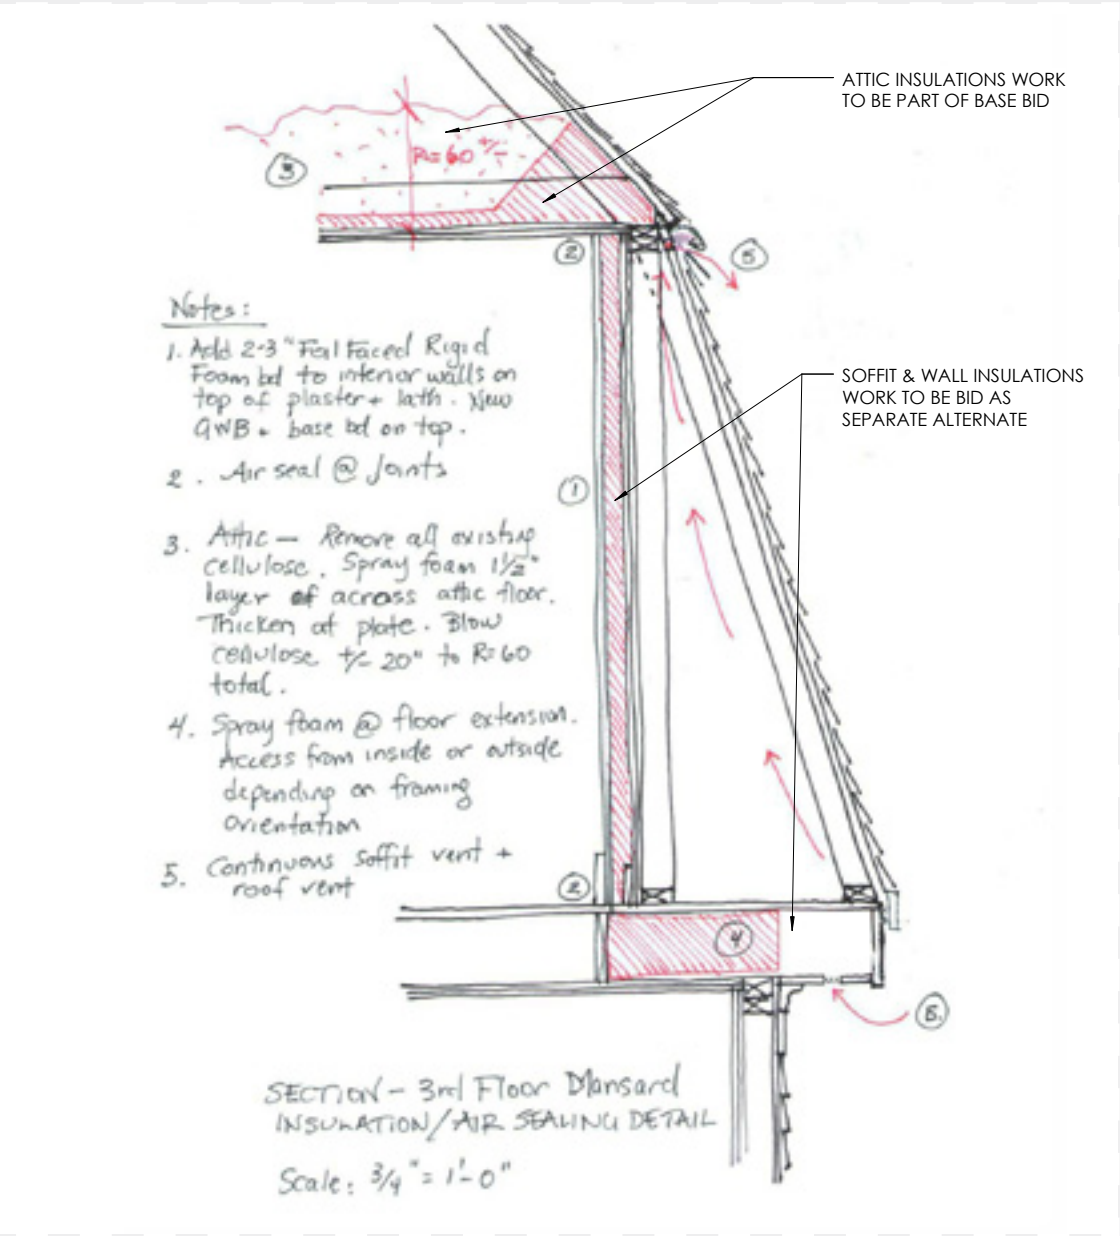 ATTIC INSULATIONS WORK
TO BE PART OF BASE BID
R=60 +/-
3
2
5
Notes:
1. Add 2-3" Foil Faced Rigid
Foam bd to interior walls on
top of plaster + lath. New
GWB + base bd on top.
2. Air seal @ Joints
3. Attic — Remove all existing
cellulose. Spray foam 1½"
layer of across attic floor.
Thicken at plate. Blow
cellulose +/- 20" to R=60
total.
4. Spray foam @ floor extension.
Access from inside or outside
depending on framing
orientation
5. Continuous soffit vent +
roof vent
SOFFIT & WALL INSULATIONS
WORK TO BE BID AS
SEPARATE ALTERNATE
1
2
4
5.
SECTION - 3rd Floor Mansard
INSULATION/AIR SEALING DETAIL
Scale: 3/4" = 1'-0"